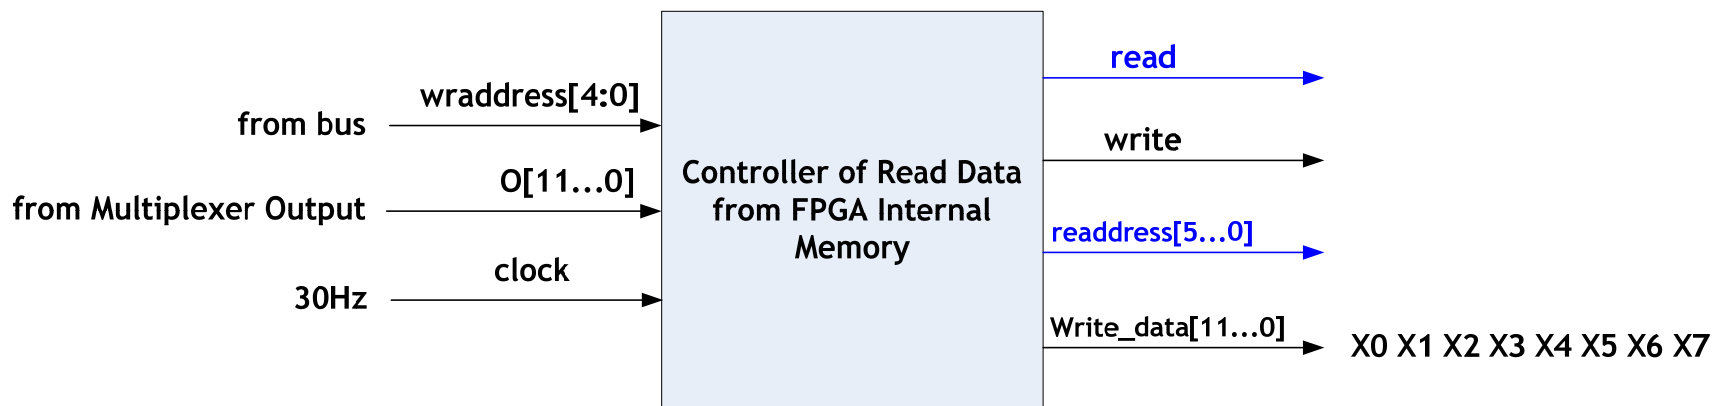 wraddress[4:0]
from bus
O[11...0]
from Multiplexer Output
clock
30Hz
Controller of Read Data
from FPGA Internal
Memory
read
write
readdress[5...0]
Write_data[11...0]
X0 X1 X2 X3 X4 X5 X6 X7